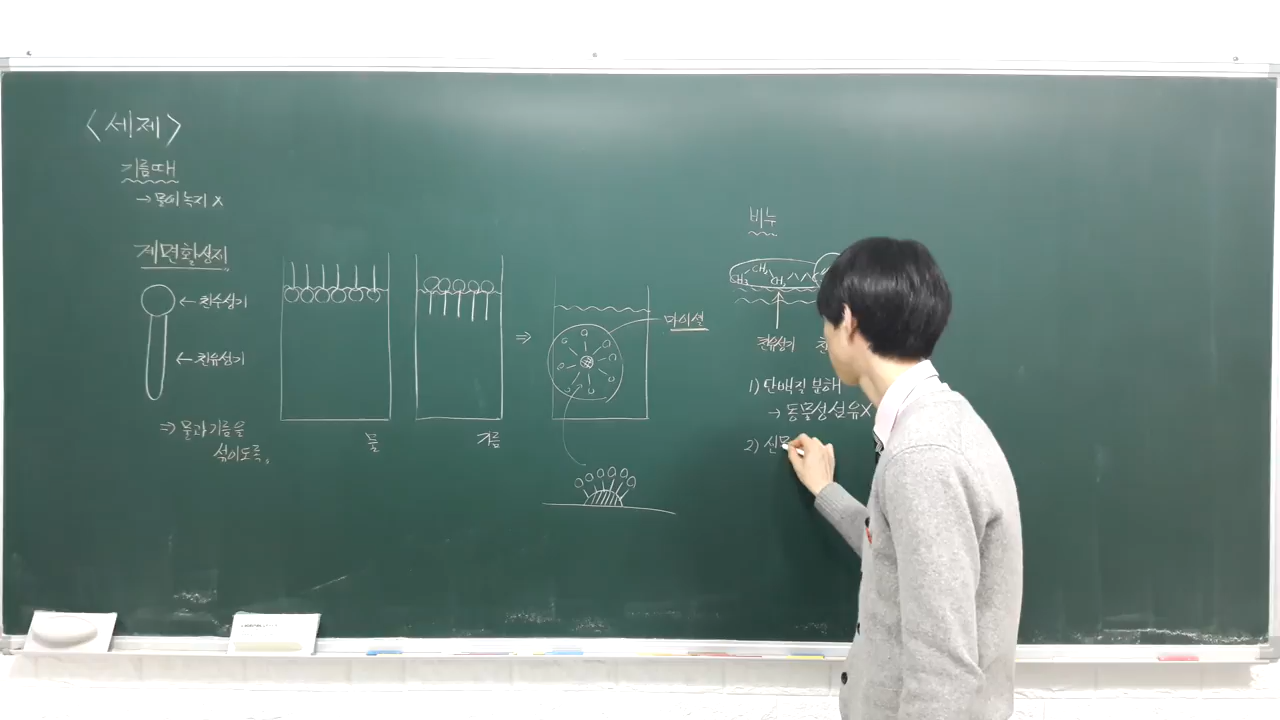 <세제>
기름때
→ 물에 녹지 X
계면활성제
← 친수성기
← 친유성기
⇒ 물과 기름을
섞이도록。
물
기름
⇒
마이셀
비누
CH₃ CH₂ CH₂
친유성기 친
1) 단백질 분해
→ 동물성 섬유 X
2) 신